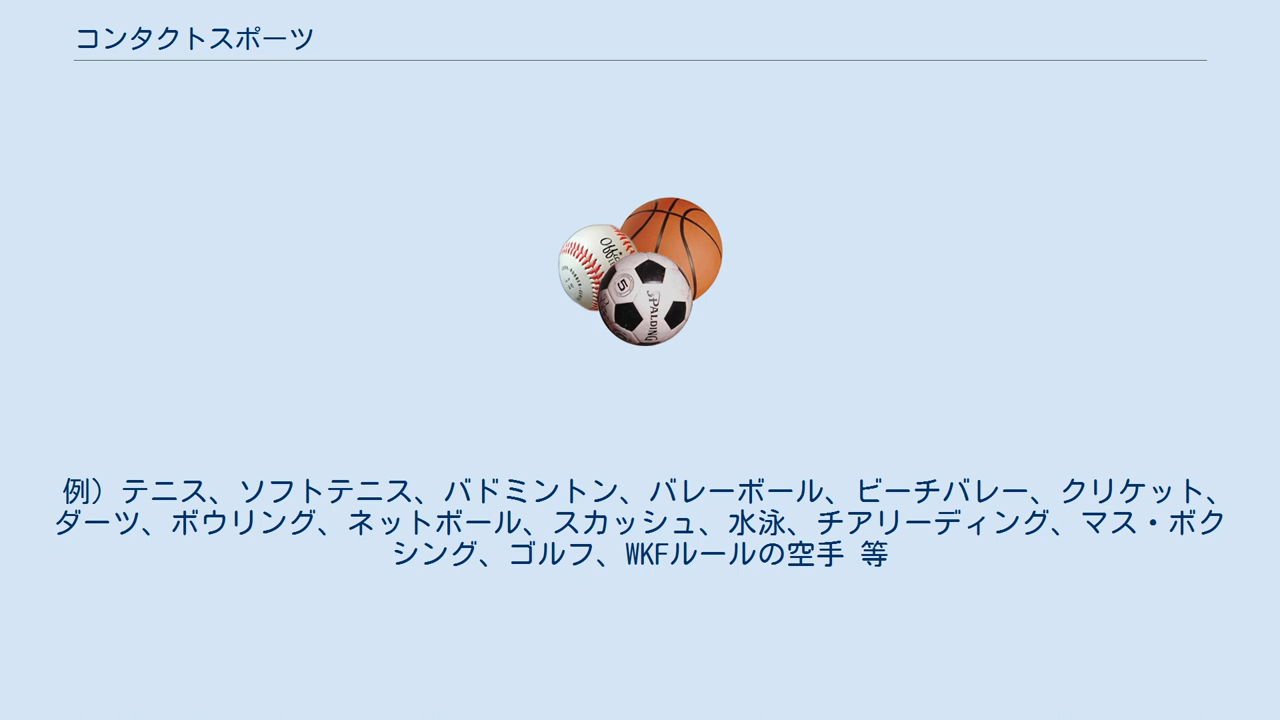 コンタクトスポーツ
Offic
5
SPALDING
例）テニス、ソフトテニス、バドミントン、バレーボール、ビーチバレー、クリケット、
ダーツ、ボウリング、ネットボール、スカッシュ、水泳、チアリーディング、マス・ボク
シング、ゴルフ、WKFルールの空手 等